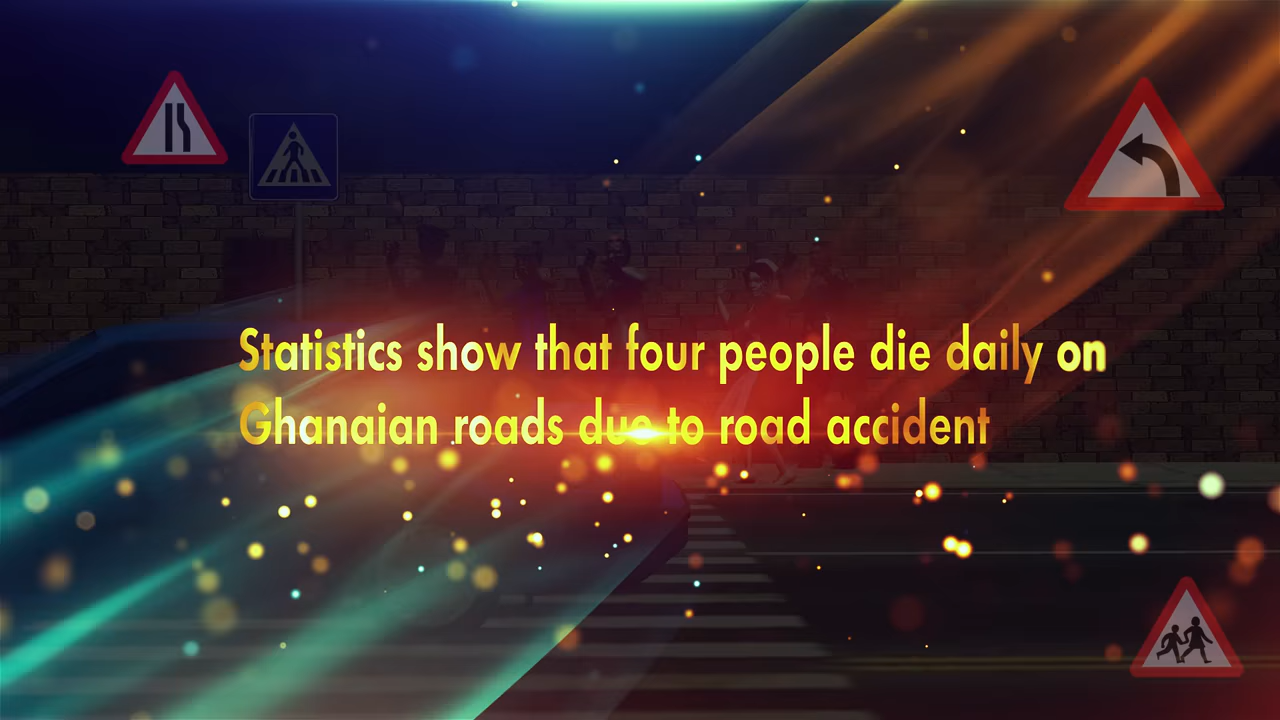 Statistics show that four people die daily on
Ghanaian roads due to road accident